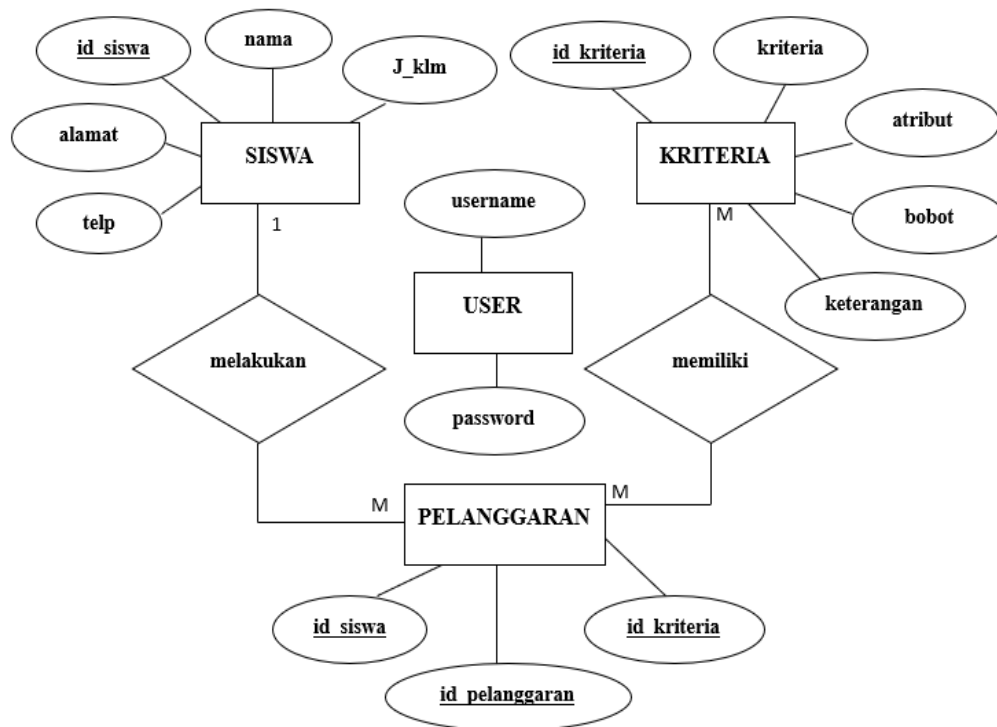 id_siswa
nama
J_klm
alamat
SISWA
telp
1
id_kriteria
kriteria
atribut
KRITERIA
bobot
M
keterangan
username
USER
password
melakukan
memiliki
M
M
PELANGGARAN
id_siswa
id_kriteria
id_pelanggaran